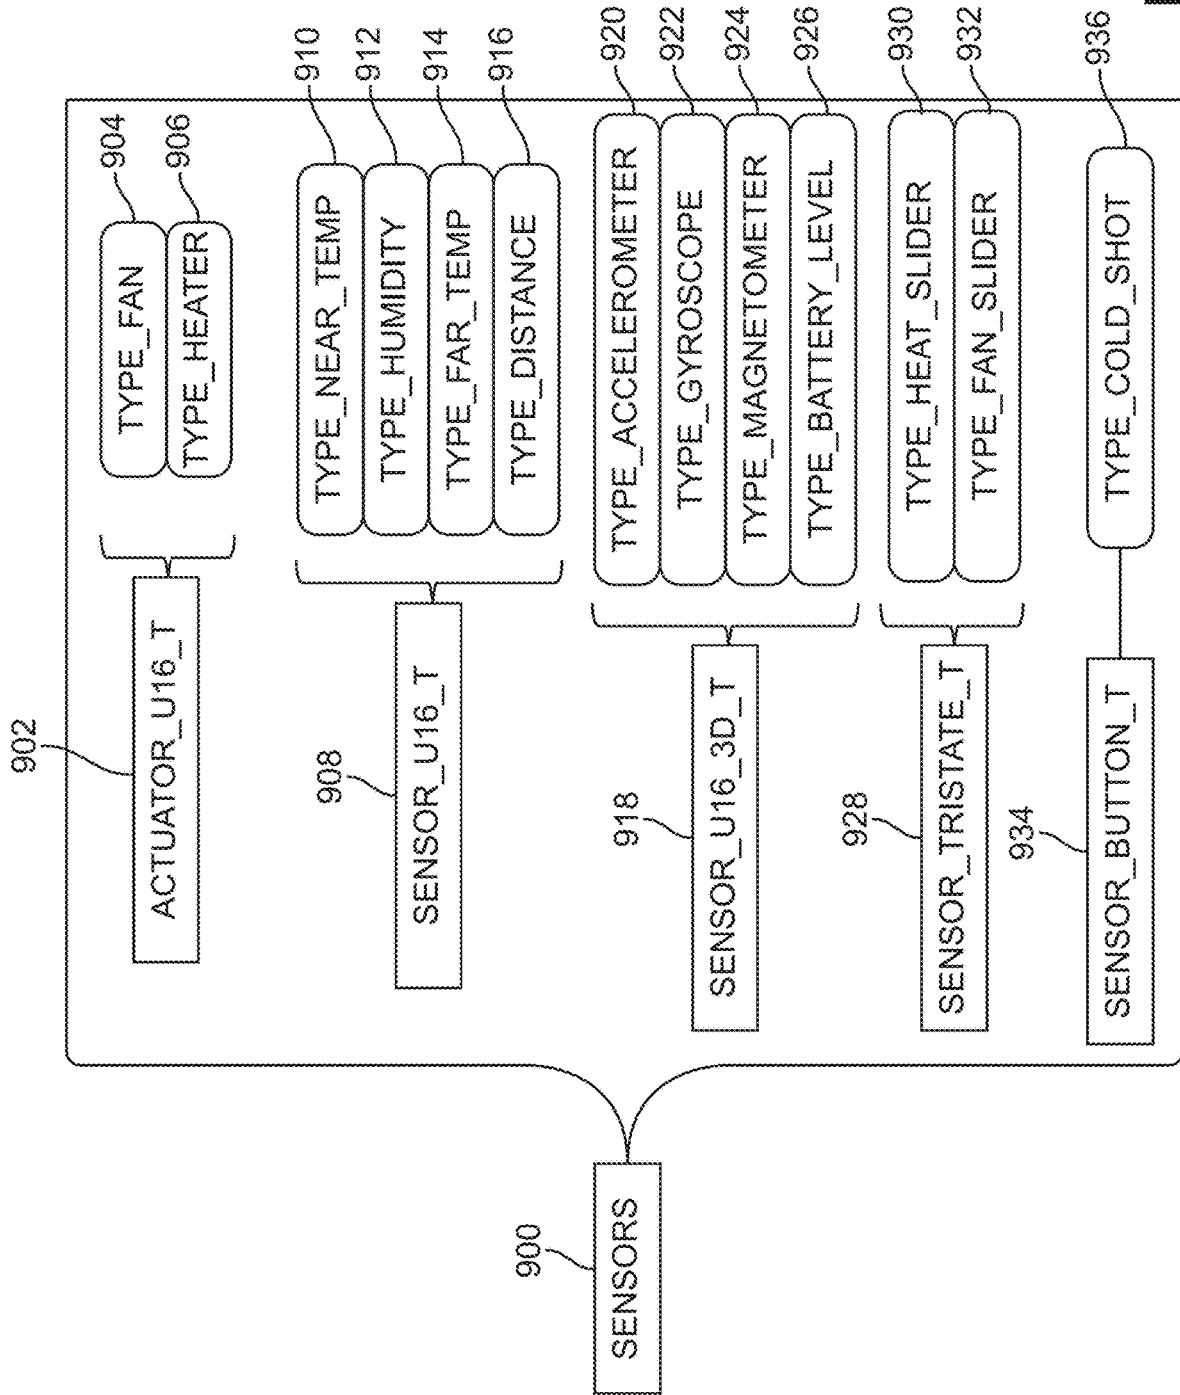 900
SENSORS
902
ACTUATOR_U16_T
TYPE_FAN
904
TYPE_HEATER
906
908
SENSOR_U16_T
TYPE_NEAR_TEMP
910
TYPE_HUMIDITY
912
TYPE_FAR_TEMP
914
TYPE_DISTANCE
916
918
SENSOR_U16_3D_T
TYPE_ACCELEROMETER
920
TYPE_GYROSCOPE
922
TYPE_MAGNETOMETER
924
TYPE_BATTERY_LEVEL
926
928
SENSOR_TRISTATE_T
TYPE_HEAT_SLIDER
930
TYPE_FAN_SLIDER
932
934
SENSOR_BUTTON_T
TYPE_COLD_SHOT
936